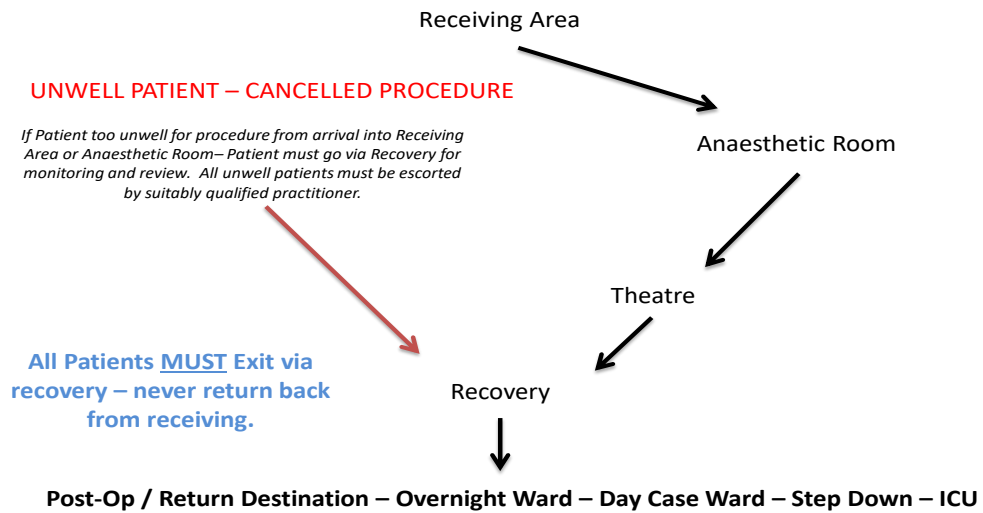 Receiving Area
UNWELL PATIENT – CANCELLED PROCEDURE
If Patient too unwell for procedure from arrival into Receiving
Area or Anaesthetic Room– Patient must go via Recovery for
monitoring and review.  All unwell patients must be escorted
by suitably qualified practitioner.
Anaesthetic Room
Theatre
All Patients MUST Exit via
recovery – never return back
from receiving.
Recovery
Post-Op / Return Destination – Overnight Ward – Day Case Ward – Step Down – ICU